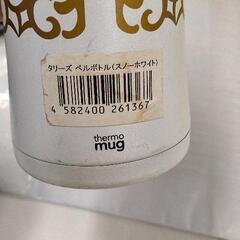 タリーズ ベルボトル(スノーホワイト)
4 582400 261367
thermo
mug